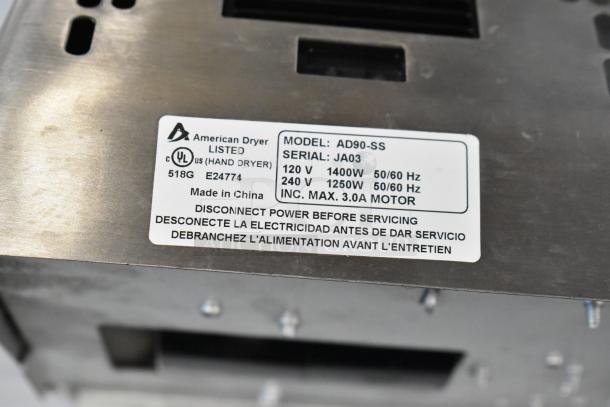 American Dryer
LISTED
C UL US (HAND DRYER)
518G E24774
Made in China
MODEL: AD90-SS
SERIAL: JA03
120 V 1400W 50/60 Hz
240 V 1250W 50/60 Hz
INC. MAX. 3.0A MOTOR
DISCONNECT POWER BEFORE SERVICING
DESCONECTE LA ELECTRICIDAD ANTES DE DAR SERVICIO
DEBRANCHEZ L'ALIMENTATION AVANT L'ENTRETIEN